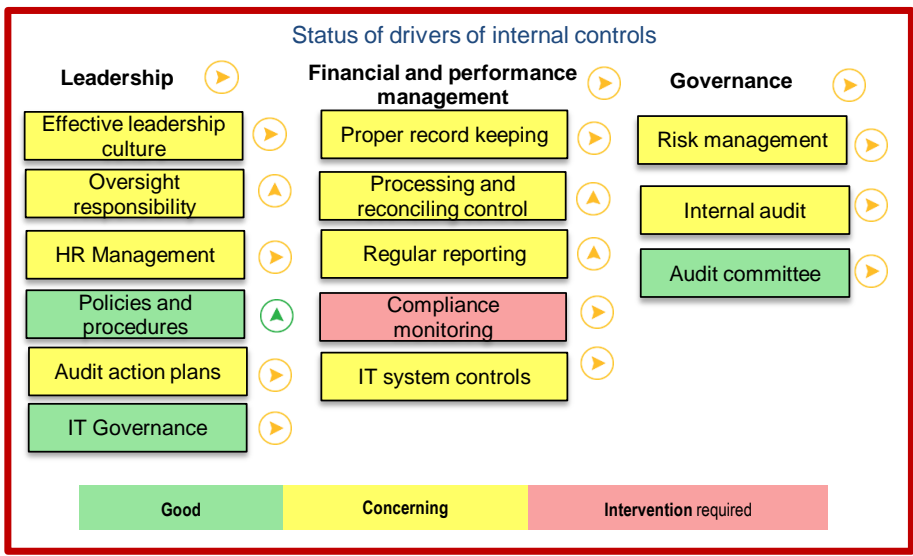 Status of drivers of internal controls
Leadership
Effective leadership
culture
Oversight
responsibility
HR Management
Policies and
procedures
Audit action plans
IT Governance
Financial and performance
management
Proper record keeping
Processing and
reconciling control
Regular reporting
Compliance
monitoring
IT system controls
Governance
Risk management
Internal audit
Audit committee
Good
Concerning
Intervention required